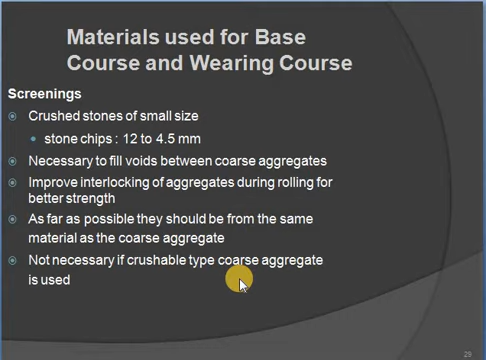 Materials used for Base
Course and Wearing Course
Screenings
Crushed stones of small size
stone chips : 12 to 4.5 mm
Necessary to fill voids between coarse aggregates
Improve interlocking of aggregates during rolling for
better strength
As far as possible they should be from the same
material as the coarse aggregate
Not necessary if crushable type coarse aggregate
is used
29